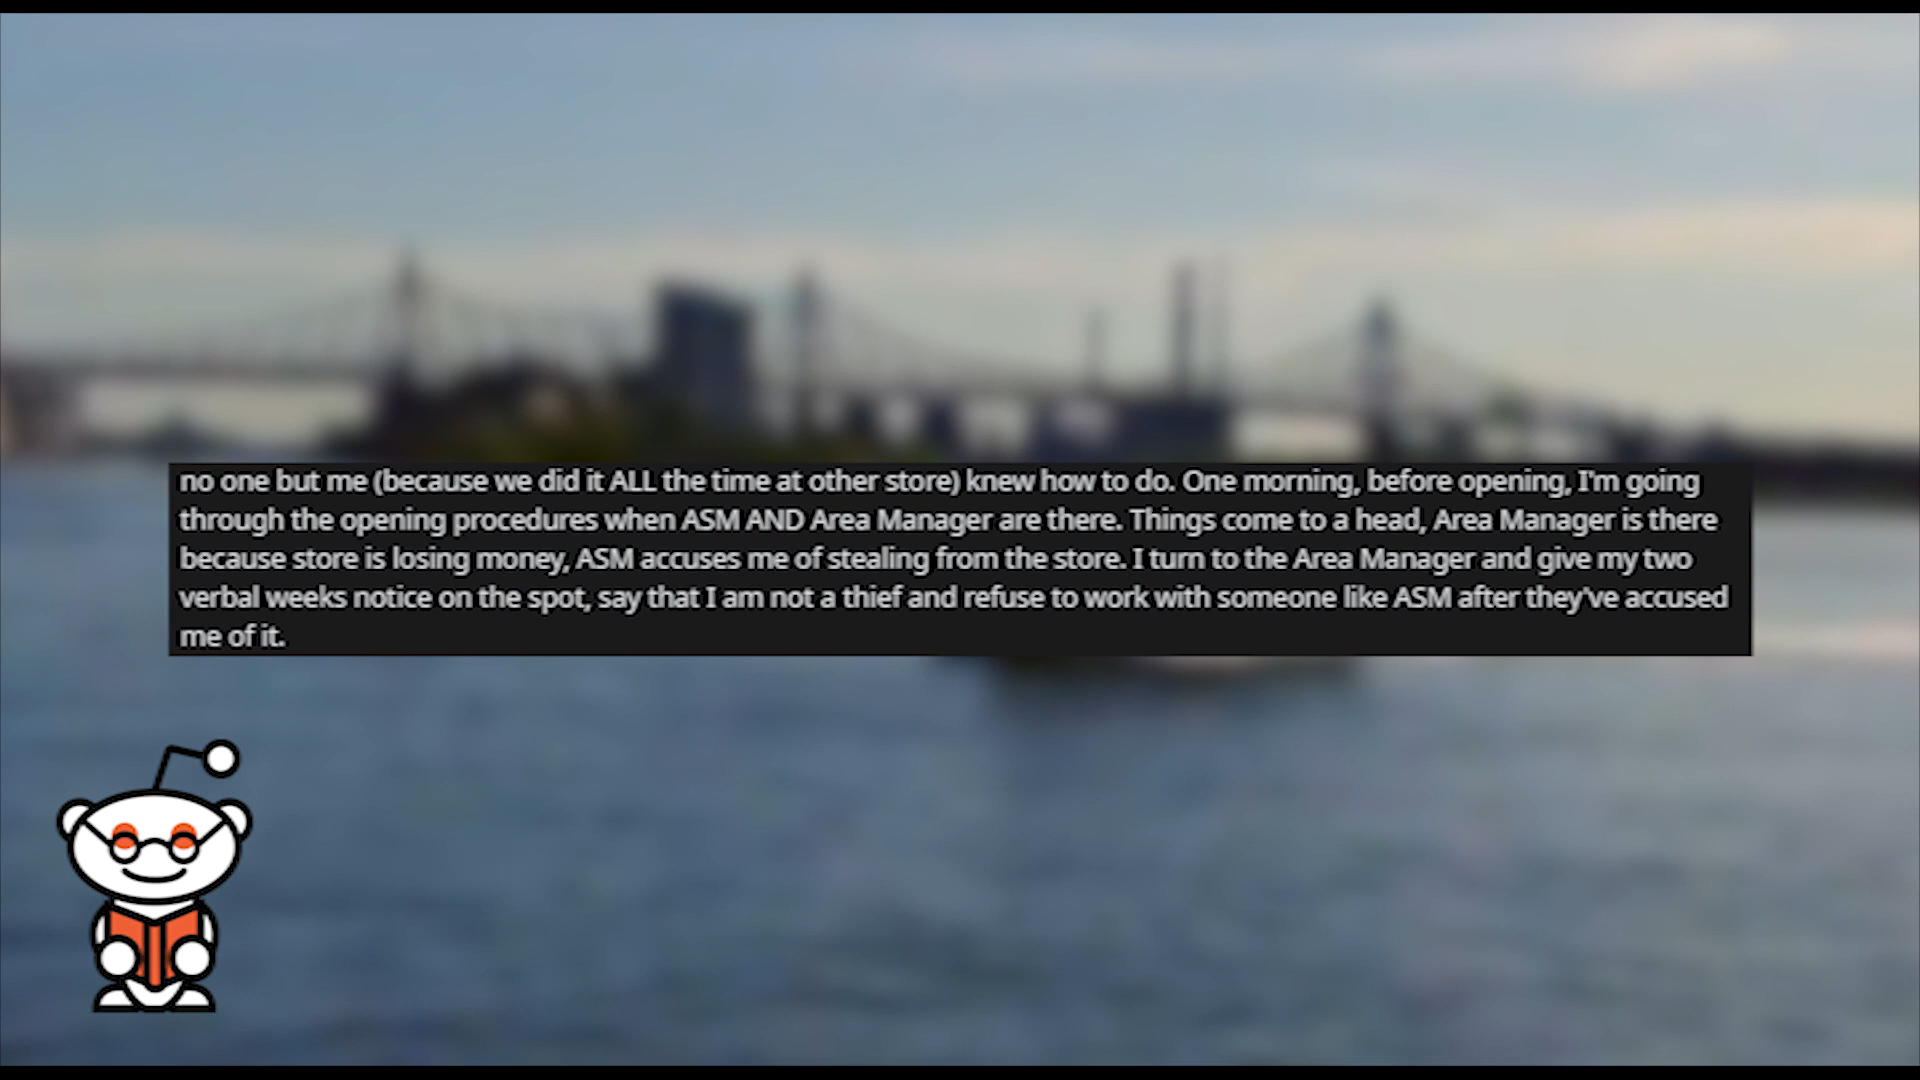 no one but me (because we did it ALL the time at other store) knew how to do. One morning, before opening, I'm going
through the opening procedures when ASM AND Area Manager are there. Things come to a head, Area Manager is there
because store is losing money, ASM accuses me of stealing from the store. I turn to the Area Manager and give my two
verbal weeks notice on the spot, say that I am not a thief and refuse to work with someone like ASM after they've accused
me of it.